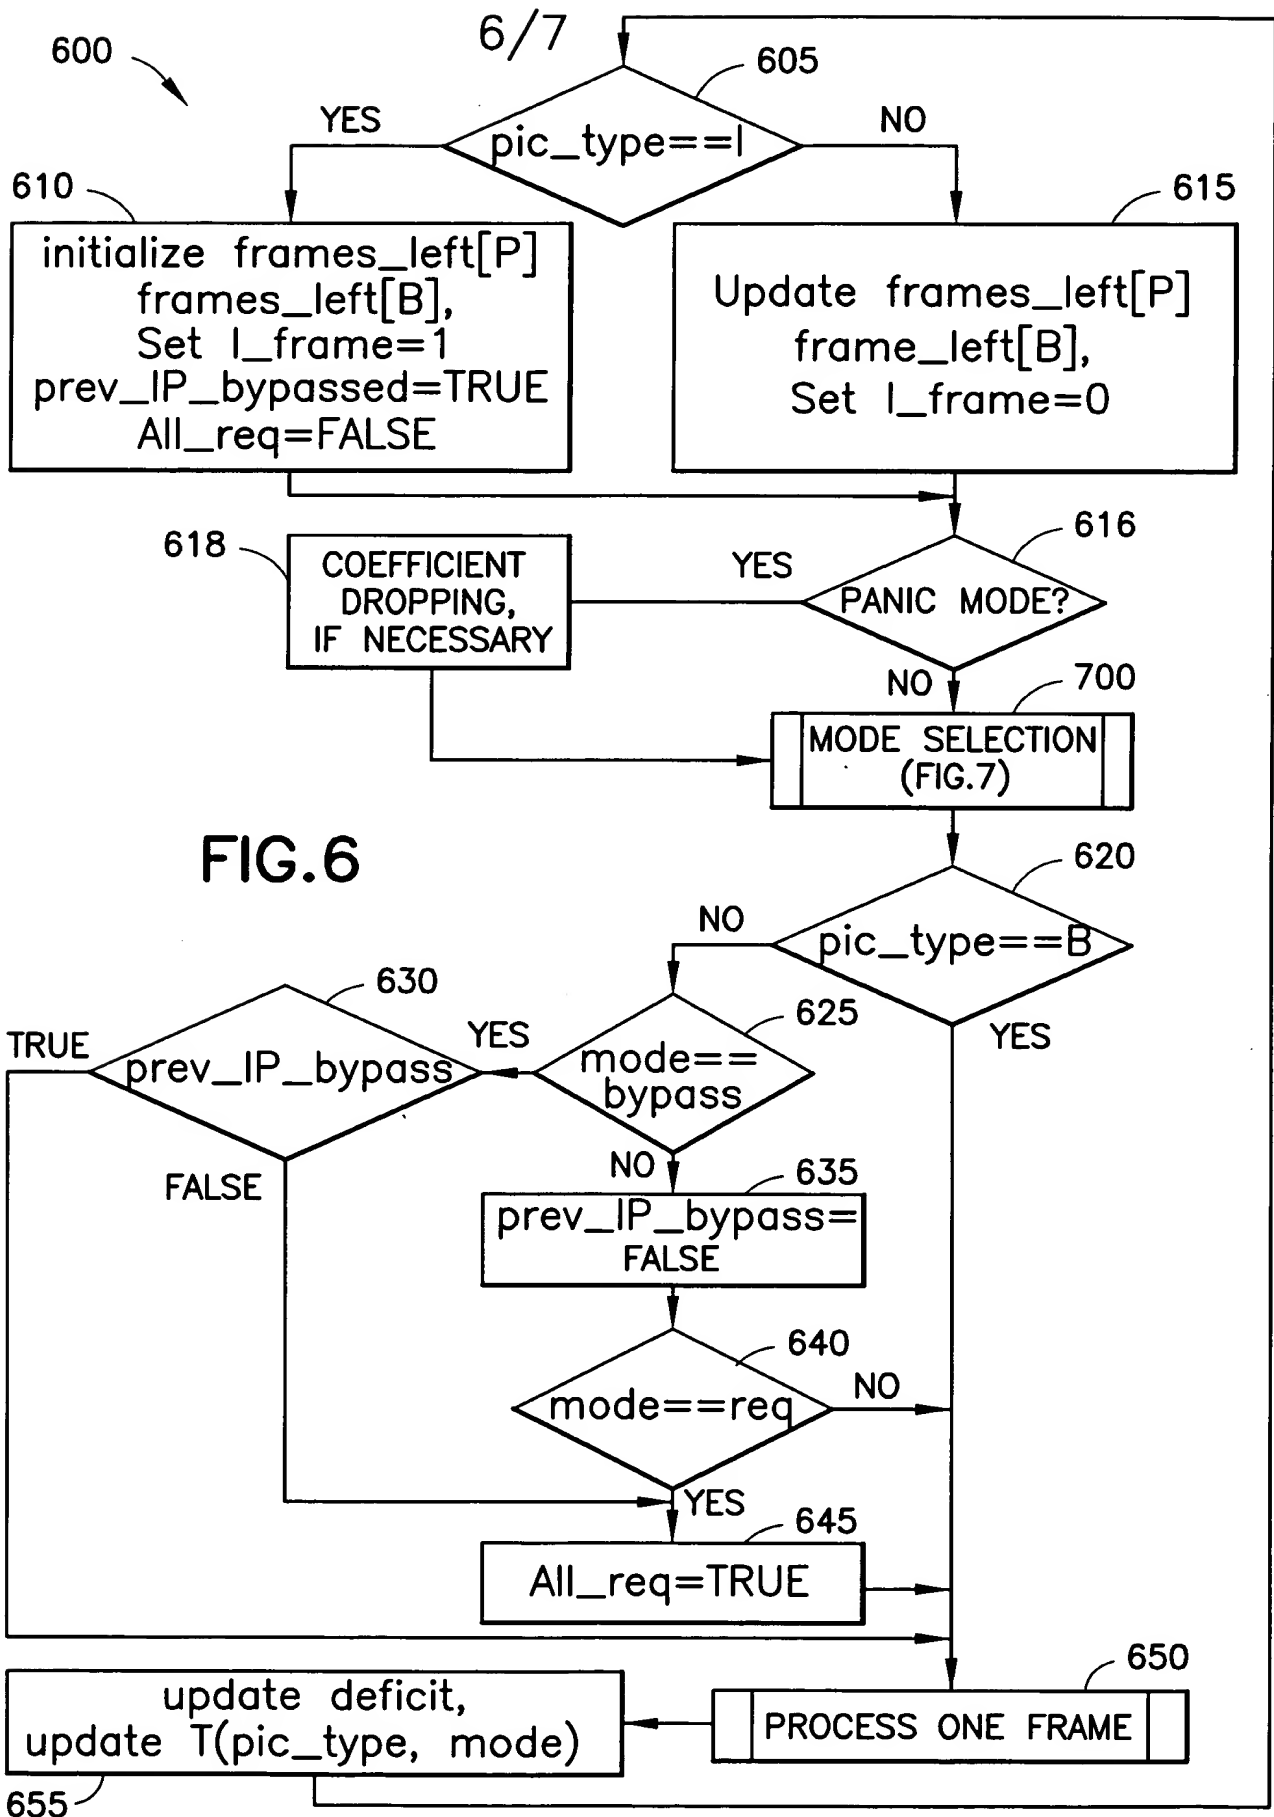 6/7
600
605
pic_type==I
YES
NO
610
615
initialize frames_left[P]
frames_left[B],
Set I_frame=1
prev_IP_bypassed=TRUE
All_req=FALSE
Update frames_left[P]
frame_left[B],
Set I_frame=0
616
PANIC MODE?
YES
NO
618
COEFFICIENT
DROPPING,
IF NECESSARY
700
MODE SELECTION
(FIG.7)
FIG.6
620
pic_type==B
NO
YES
625
mode==
bypass
YES
NO
630
prev_IP_bypass
TRUE
FALSE
635
prev_IP_bypass=
FALSE
640
mode==req
NO
YES
645
All_req=TRUE
650
PROCESS ONE FRAME
update deficit,
update T(pic_type, mode)
655